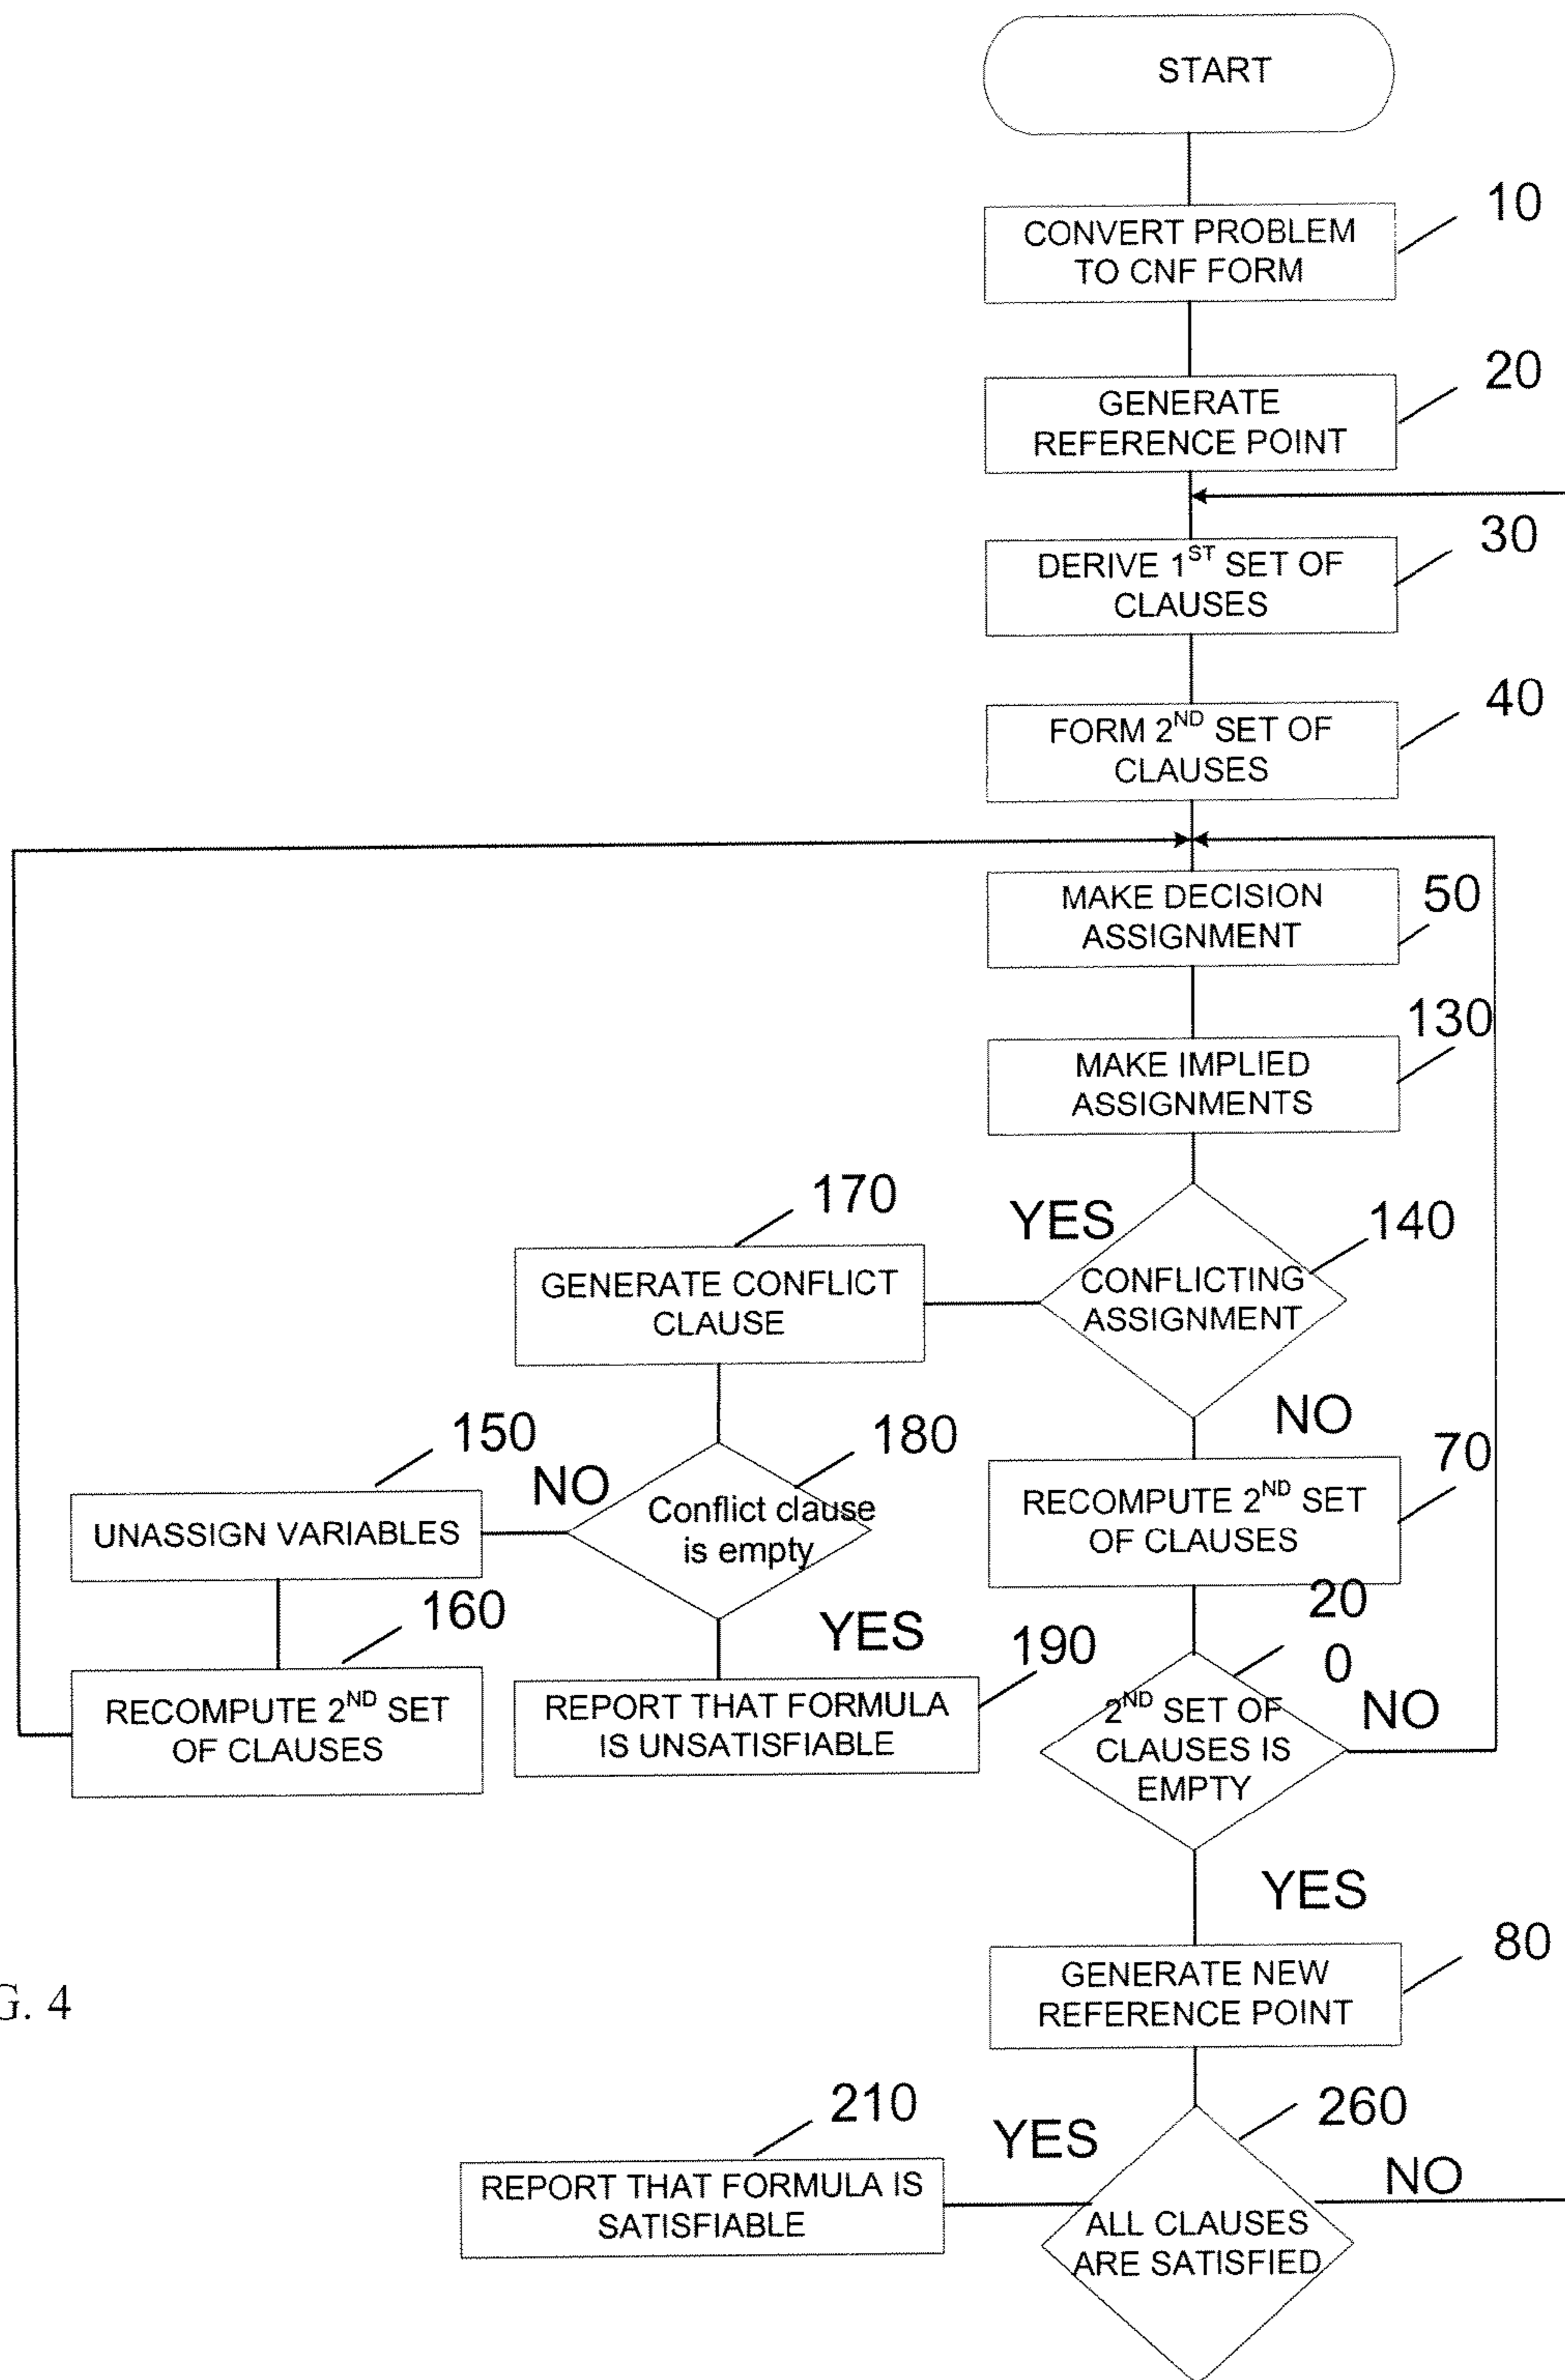 START
10
CONVERT PROBLEM
TO CNF FORM
20
GENERATE
REFERENCE POINT
30
DERIVE 1ST SET OF
CLAUSES
40
FORM 2ND SET OF
CLAUSES
50
MAKE DECISION
ASSIGNMENT
130
MAKE IMPLIED
ASSIGNMENTS
170
YES
140
GENERATE CONFLICT
CLAUSE
CONFLICTING
ASSIGNMENT
NO
150
NO
180
70
UNASSIGN VARIABLES
Conflict clause
is empty
RECOMPUTE 2ND SET
OF CLAUSES
160
YES
190
20
0
RECOMPUTE 2ND SET
OF CLAUSES
REPORT THAT FORMULA
IS UNSATISFIABLE
2ND SET OF
CLAUSES IS
EMPTY
NO
YES
80
GENERATE NEW
REFERENCE POINT
G. 4
210
YES
260
NO
REPORT THAT FORMULA IS
SATISFIABLE
ALL CLAUSES
ARE SATISFIED